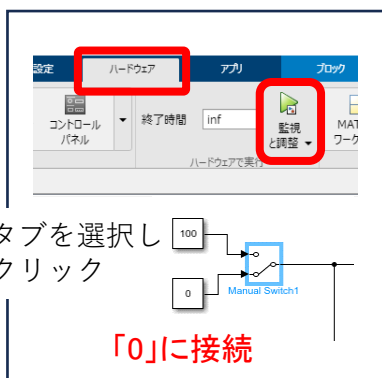 設定 ハードウェア アプリ ブロック
コントロール
パネル
終了時間 inf
監視
と調整
MAT
ワーク
ハードウェアで実行
タブを選択し
クリック
100
0
Manual Switch1
「0」に接続